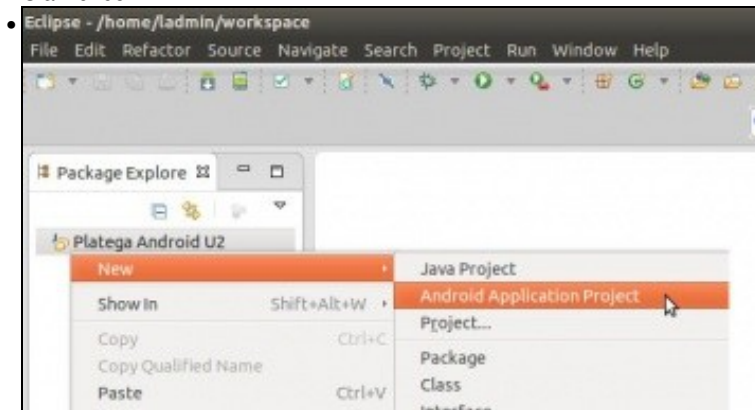 Eclipse - /home/ladmin/workspace
File Edit Refactor Source Navigate Search Project Run Window Help
Package Explore
Platega Android U2
New
Show In Shift+Alt+W
Copy Ctrl+C
Copy Qualified Name
Paste Ctrl+V
Java Project
Android Application Project
Project...
Package
Class